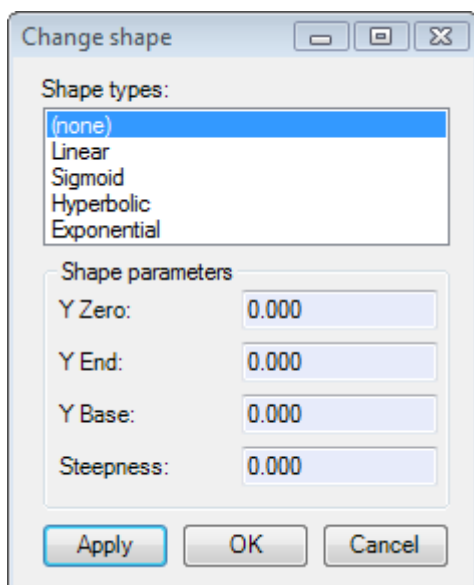 Change shape
Shape types:
(none)
Linear
Sigmoid
Hyperbolic
Exponential
Shape parameters
Y Zero: 0.000
Y End: 0.000
Y Base: 0.000
Steepness: 0.000
Apply OK Cancel